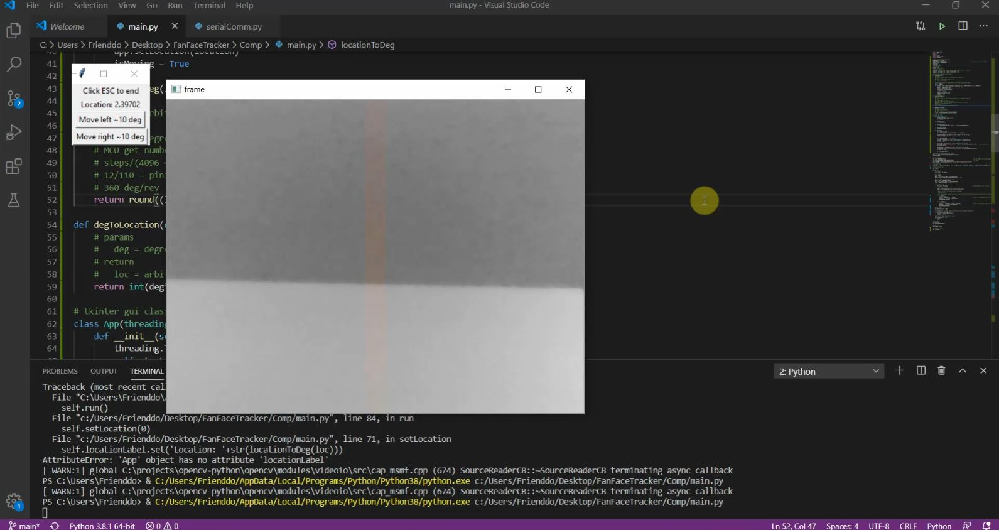 File Edit Selection View Go Run Terminal Help
main.py - Visual Studio Code
Welcome main.py serialComm.py
C: > Users > Frienddo > Desktop > FanFaceTracker > Comp > main.py > locationToDeg
41 isMoving = True
42
43
44
45
46
47
48 # MCU get numb
49 # steps/(4096 =
50 # 12/110 = pin
51 # 360 deg/rev
52 return round((
53
54 def degToLocation(
55 # params
56 # deg = degr
57 # return
58 # loc = arbi
59 return int(deg
60
61 # tkinter gui clas
62 class App(threading
63 def __init__(s
64 threading.
Click ESC to end
Location: 2.39702
Move left ~10 deg
Move right ~10 deg
frame
PROBLEMS OUTPUT TERMINAL
2: Python
Traceback (most recent cal
File "C:\Users\Frienddo\
self.run()
File "c:/Users/Frienddo/Desktop/FanFaceTracker/Comp/main.py", line 84, in run
self.setLocation(0)
File "c:/Users/Frienddo/Desktop/FanFaceTracker/Comp/main.py", line 71, in setLocation
self.locationLabel.set('Location: '+str(locationToDeg(loc)))
AttributeError: 'App' object has no attribute 'locationLabel'
[ WARN:1] global C:\projects\opencv-python\opencv\modules\videoio\src\cap_msmf.cpp (674) SourceReaderCB::~SourceReaderCB terminating async callback
PS C:\Users\Frienddo> & C:/Users/Frienddo/AppData/Local/Programs/Python/Python38/python.exe c:/Users/Frienddo/Desktop/FanFaceTracker/Comp/main.py
[ WARN:1] global C:\projects\opencv-python\opencv\modules\videoio\src\cap_msmf.cpp (674) SourceReaderCB::~SourceReaderCB terminating async callback
PS C:\Users\Frienddo> & C:/Users/Frienddo/AppData/Local/Programs/Python/Python38/python.exe c:/Users/Frienddo/Desktop/FanFaceTracker/Comp/main.py
main* Python 3.8.1 64-bit 0 0 Ln 52, Col 47 Spaces: 4 UTF-8 CRLF Python